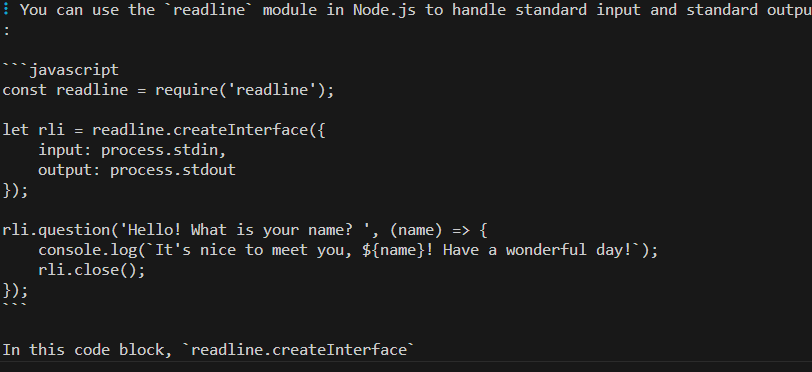 You can use the `readline` module in Node.js to handle standard input and standard outpu
:
```javascript
const readline = require('readline');
let rli = readline.createInterface({
    input: process.stdin,
    output: process.stdout
});
rli.question('Hello! What is your name? ', (name) => {
    console.log(`It's nice to meet you, ${name}! Have a wonderful day!`);
    rli.close();
});
```
In this code block, `readline.createInterface`